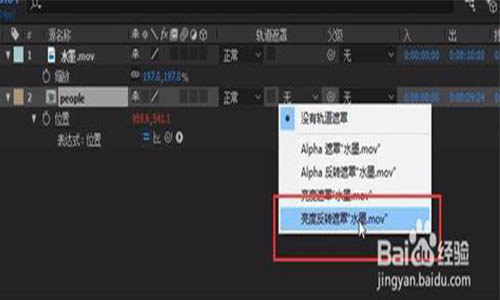 # 源名称 正常 轨道遮罩 父级 入 出
1 水墨.mov 正常 无 0:00:00:00 0:00:10:00
缩放 197.0,197.0%
2 people 正常 无 无 0:00:00:00 0:00:29:24
位置 959.6,541.1
没有轨道遮罩
表达式：位置
Alpha 遮罩"水墨.mov"
Alpha 反转遮罩"水墨.mov"
亮度遮罩"水墨.mov"
亮度反转遮罩"水墨.mov"
Baidu经验
jingyan.baidu.com